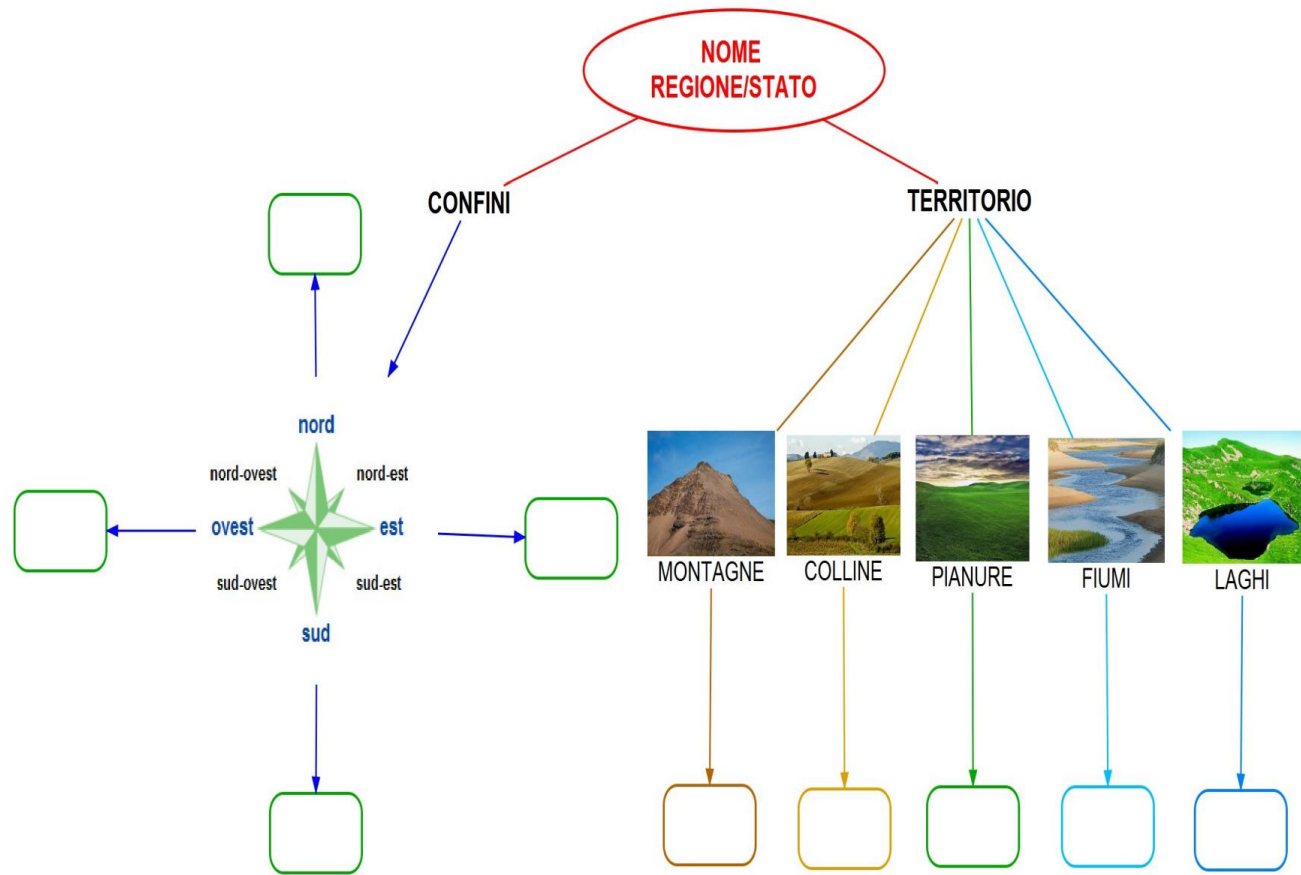 NOME
REGIONE/STATO
CONFINI
TERRITORIO
nord
nord-ovest
nord-est
ovest
est
sud-ovest
sud-est
sud
MONTAGNE
COLLINE
PIANURE
FIUMI
LAGHI